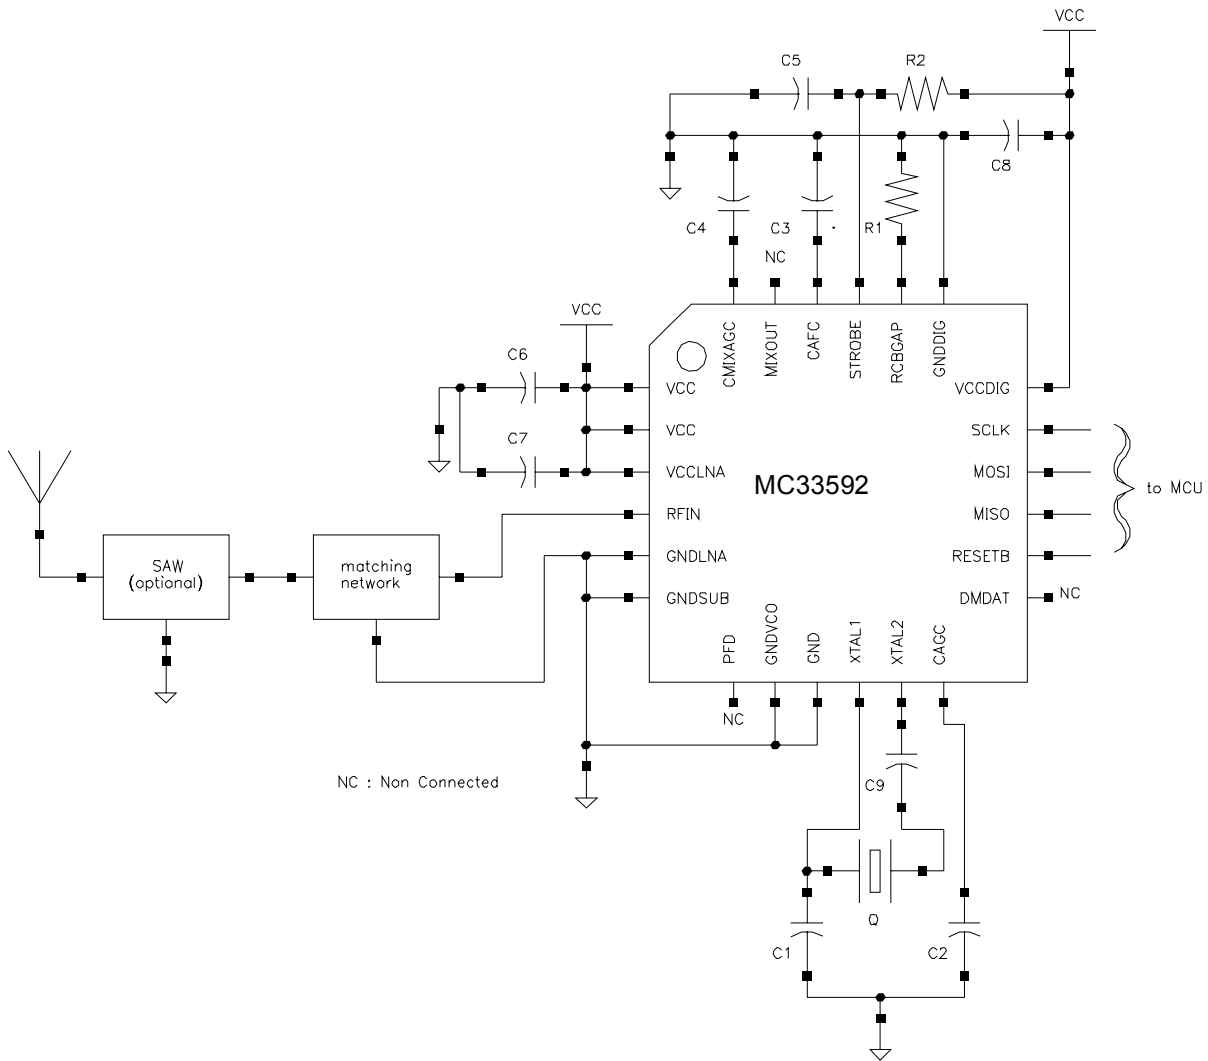 VCC
C5
R2
C8
C4
C3
R1
NC
VCC
CMIXAGC
MIXOUT
CAFC
STROBE
RCBGAP
GNDDIG
C6
VCC
VCCDIG
VCC
SCLK
C7
VCCLNA
MC33592
MOSI
to MCU
RFIN
MISO
GNDLNA
RESETB
SAW
(optional)
matching
network
GNDSUB
DMDAT
NC
PFD
GNDVCO
GND
XTAL1
XTAL2
CAGC
NC
NC : Non Connected
C9
Q
C1
C2